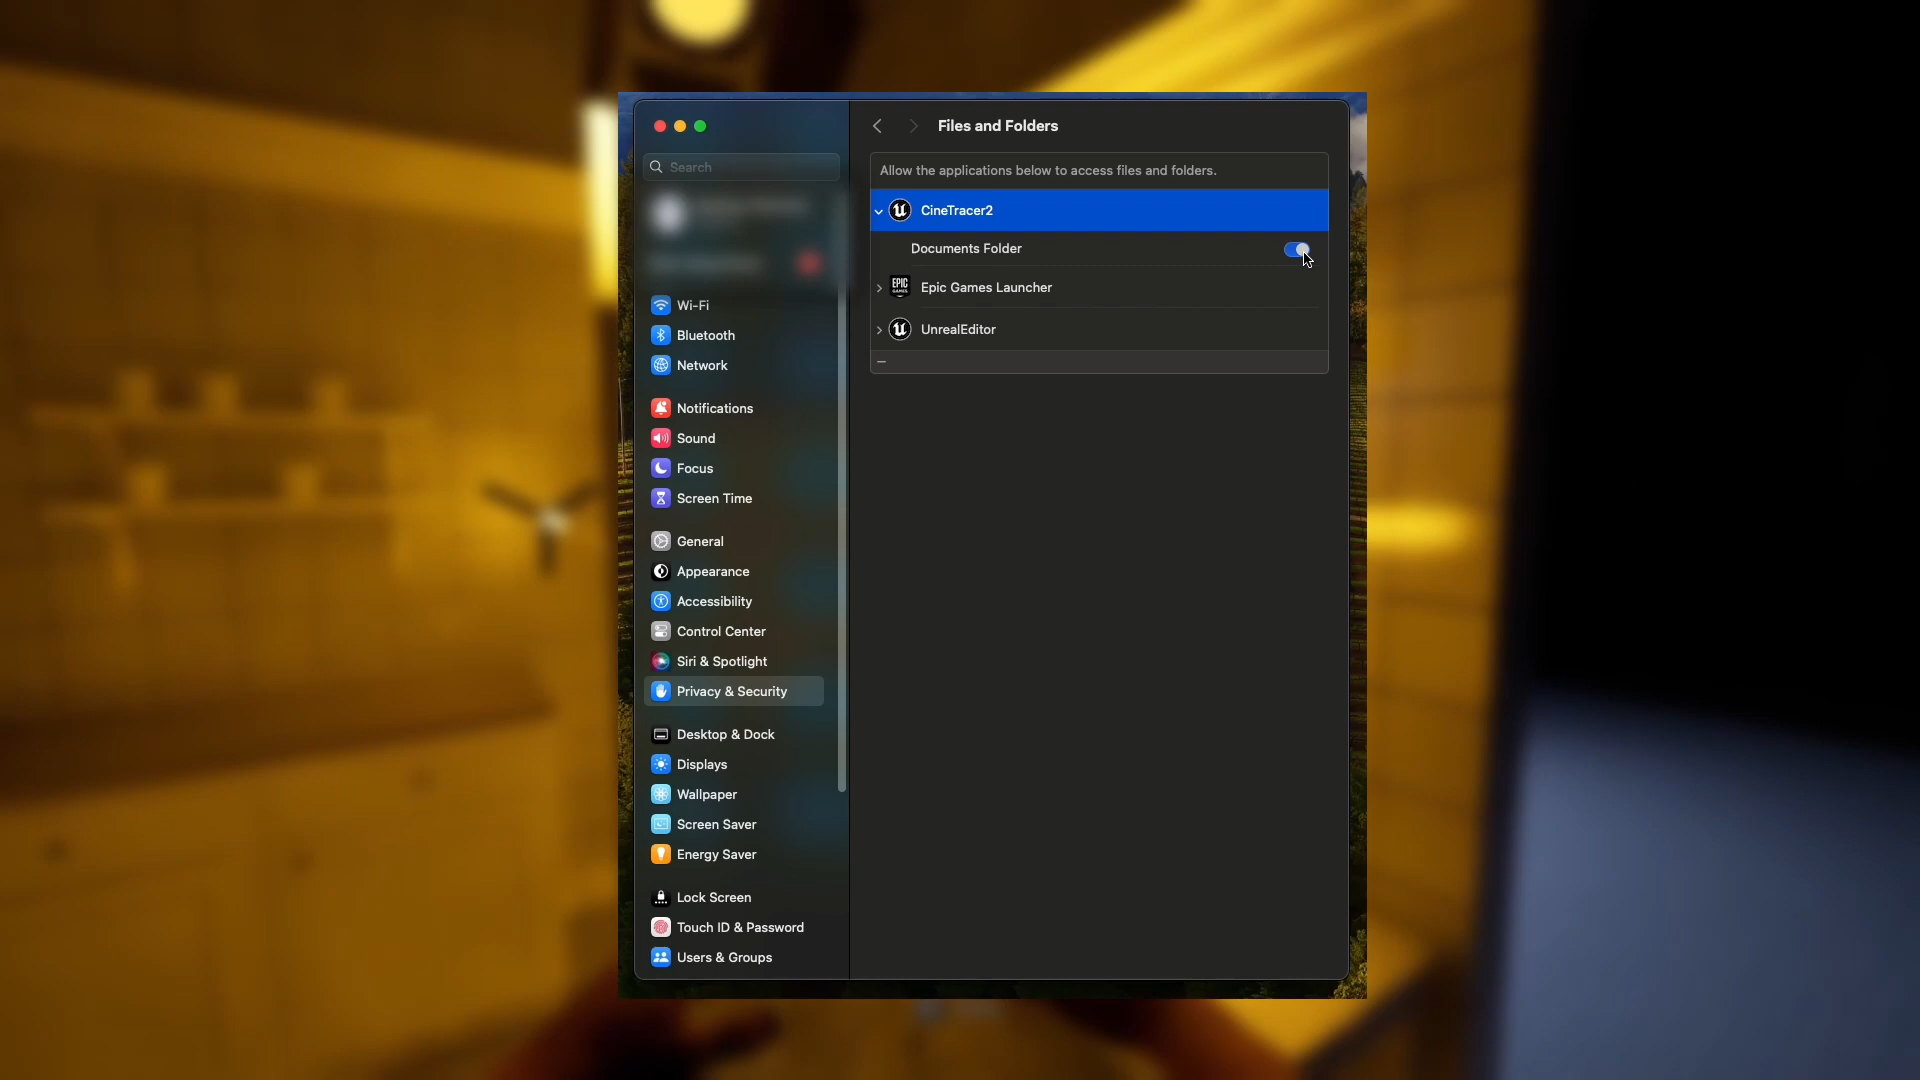 Search
Wi-Fi
Bluetooth
Network
Notifications
Sound
Focus
Screen Time
General
Appearance
Accessibility
Control Center
Siri & Spotlight
Privacy & Security
Desktop & Dock
Displays
Wallpaper
Screen Saver
Energy Saver
Lock Screen
Touch ID & Password
Users & Groups
Files and Folders
Allow the applications below to access files and folders.
CineTracer2
Documents Folder
EPIC
GAMES
Epic Games Launcher
UnrealEditor